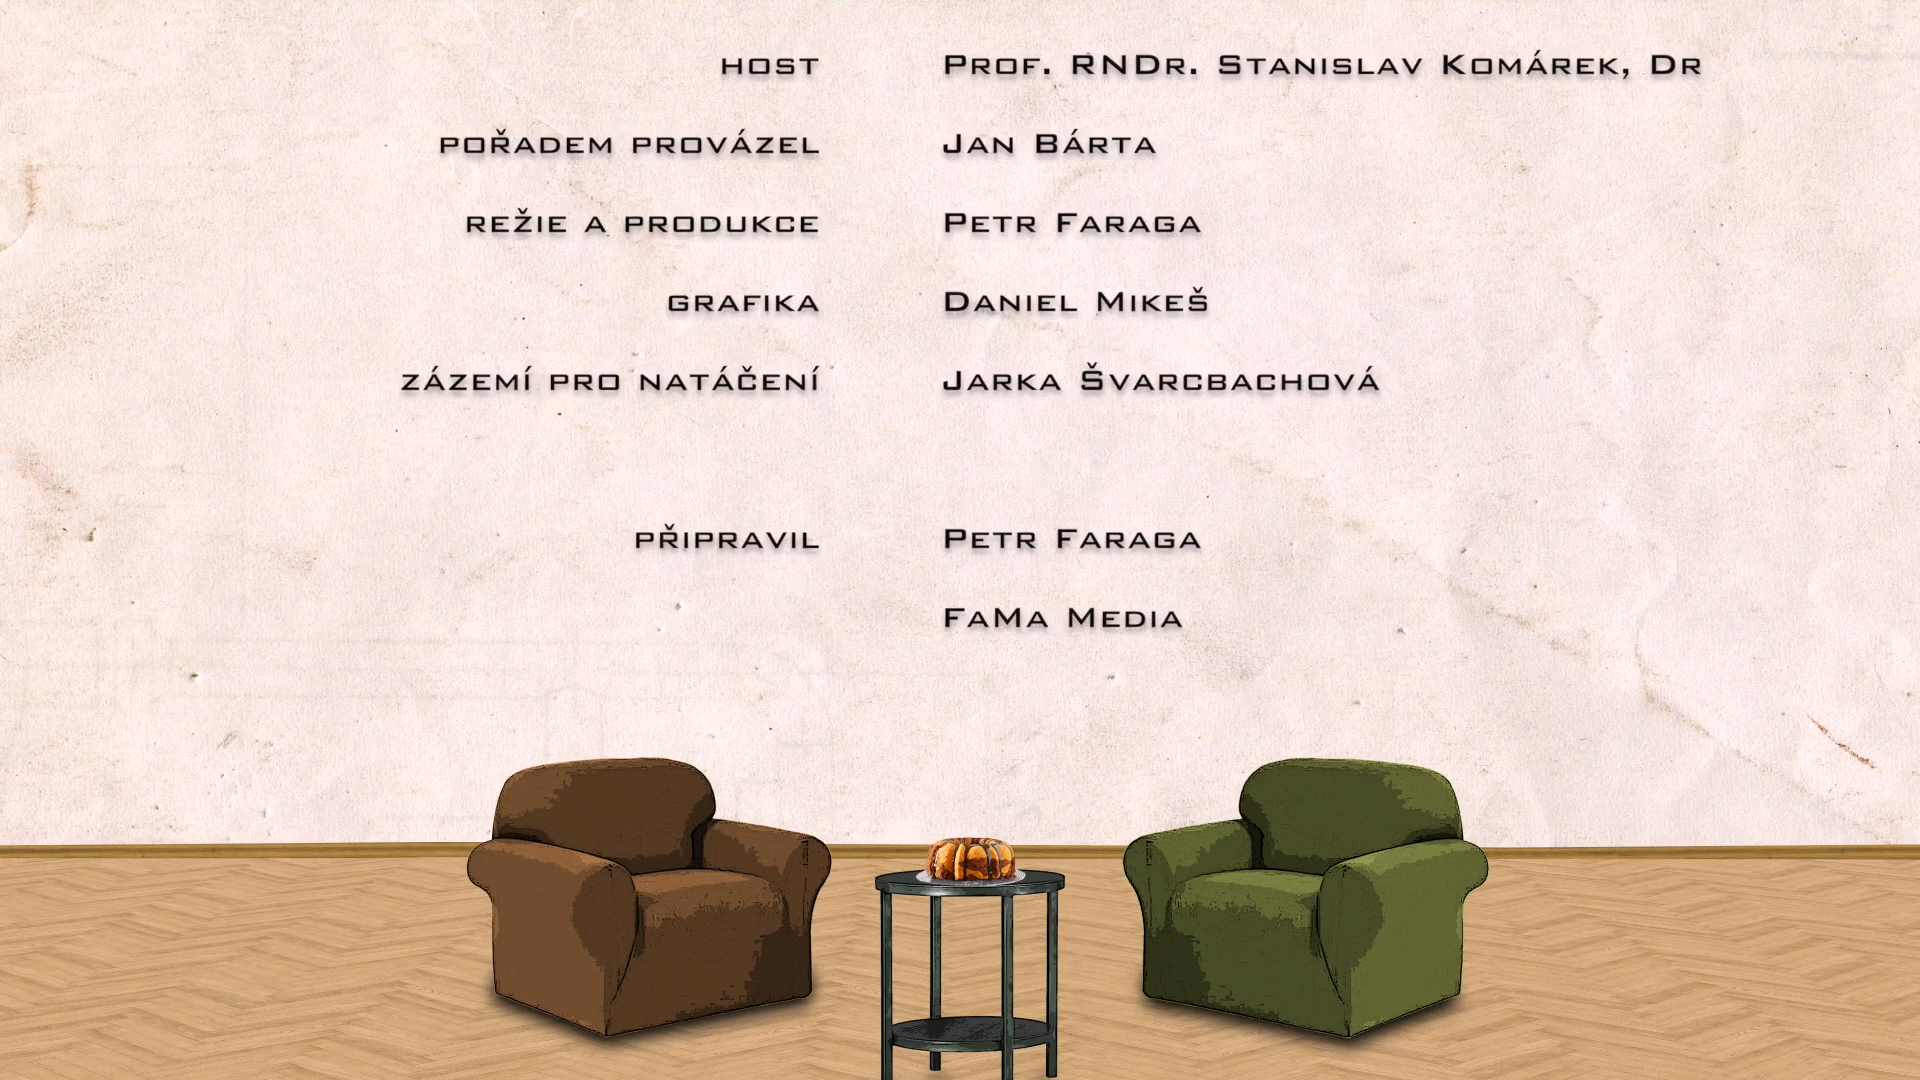 HOST PROF. RNDR. STANISLAV KOMÁREK, DR
POŘADEM PROVÁZEL JAN BÁRTA
REŽIE A PRODUKCE PETR FARAGA
GRAFIKA DANIEL MIKEŠ
ZÁZEMÍ PRO NATÁČENÍ JARKA ŠVARCBACHOVÁ
PŘIPRAVIL PETR FARAGA
FAMA MEDIA